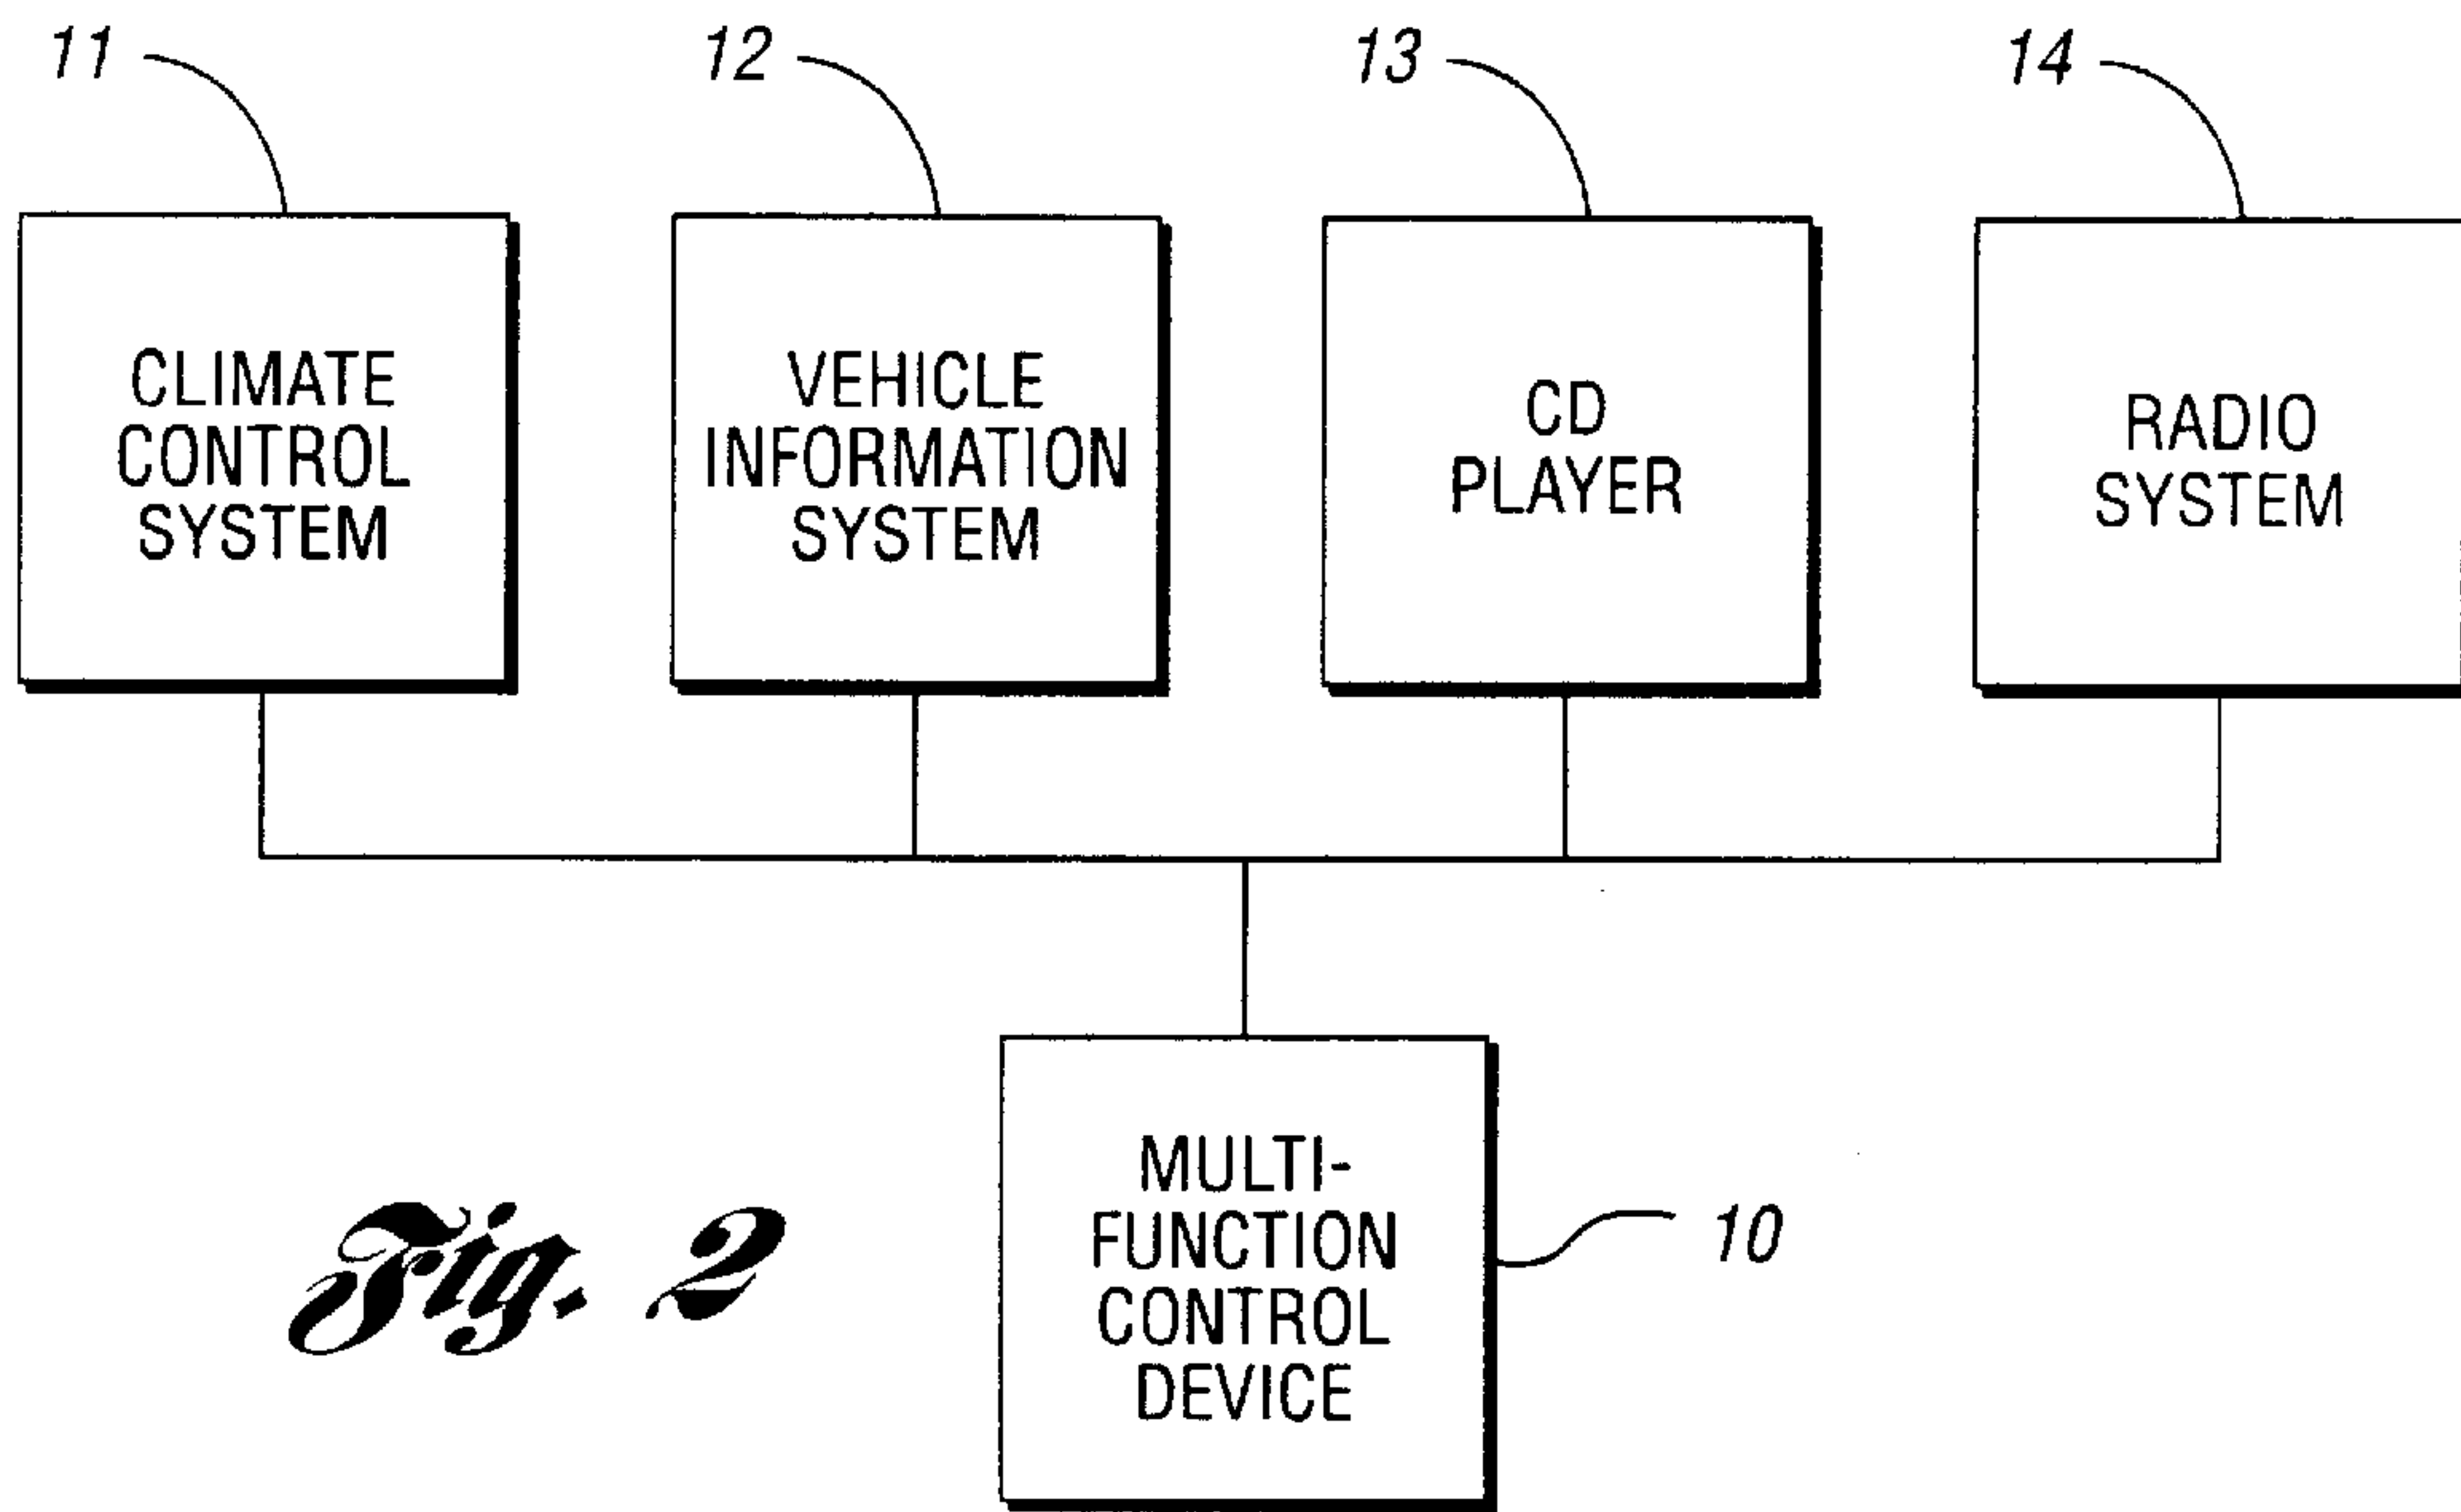 11
12
13
14
CLIMATE
CONTROL
SYSTEM
VEHICLE
INFORMATION
SYSTEM
CD
PLAYER
RADIO
SYSTEM
MULTI-
FUNCTION
CONTROL
DEVICE
10
Fig. 2